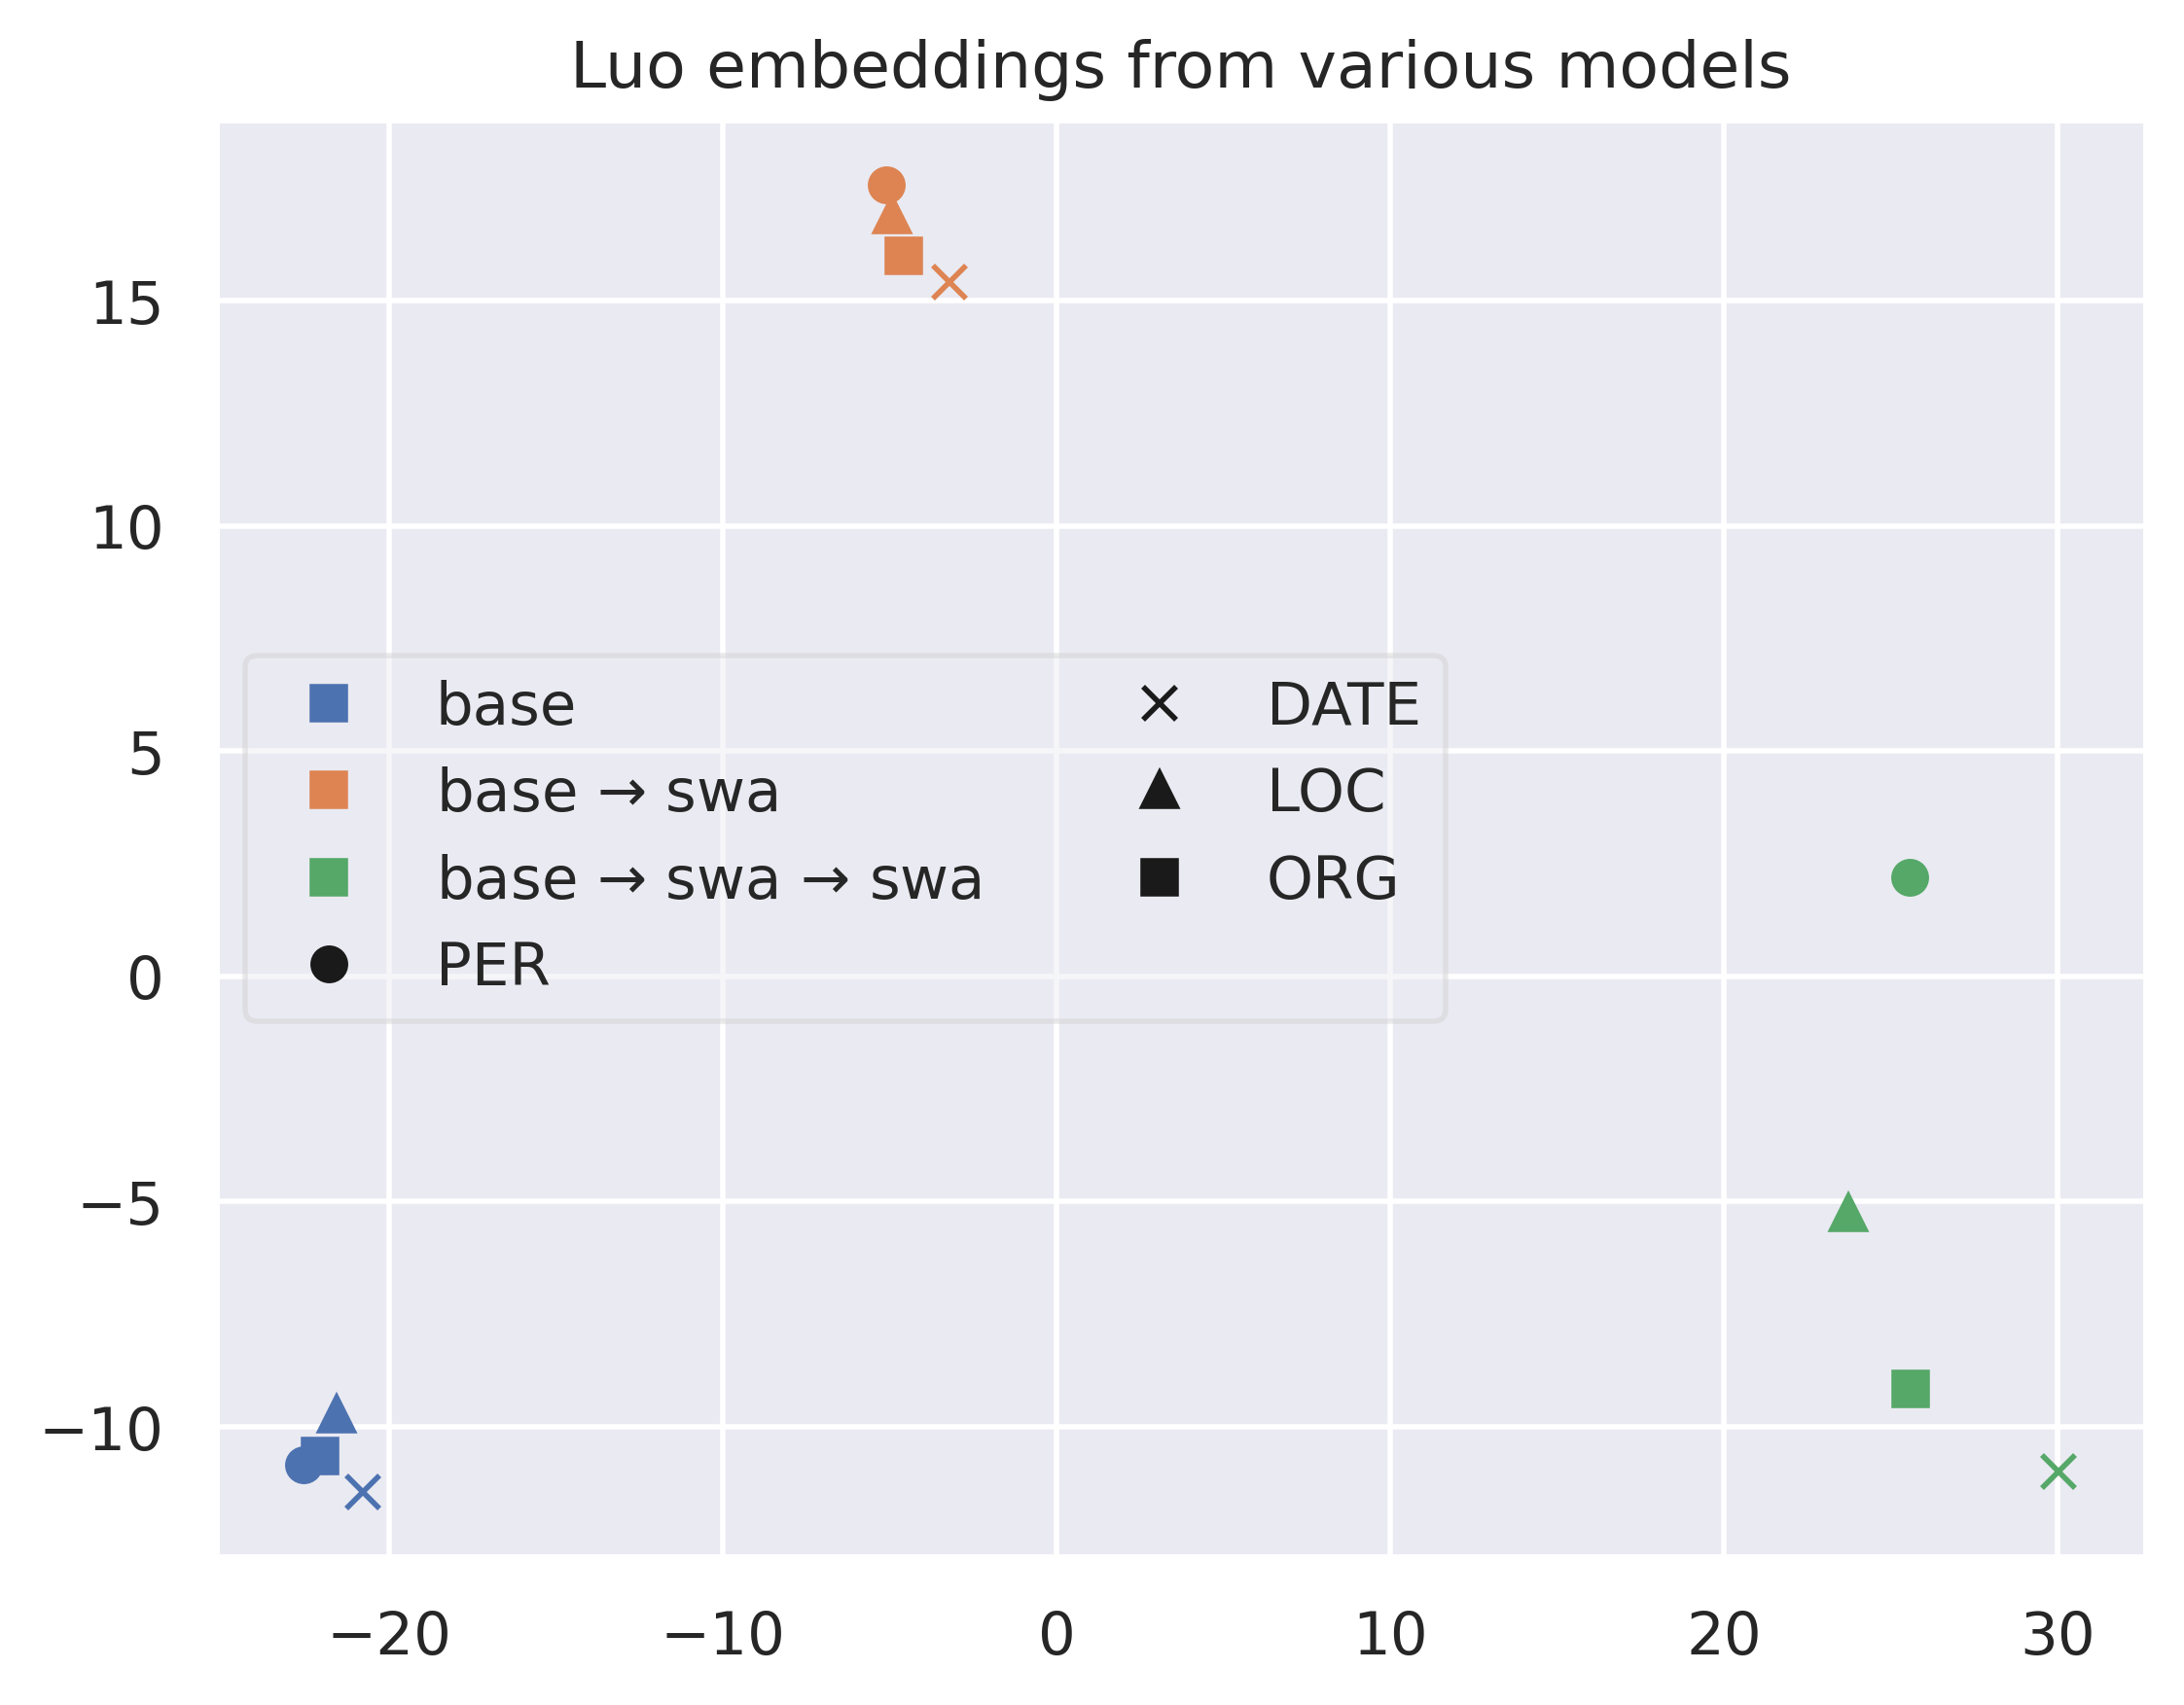 Luo embeddings from various models
15
10
5
0
−5
−10
base
base → swa
base → swa → swa
PER
DATE
LOC
ORG
−20 −10 0 10 20 30